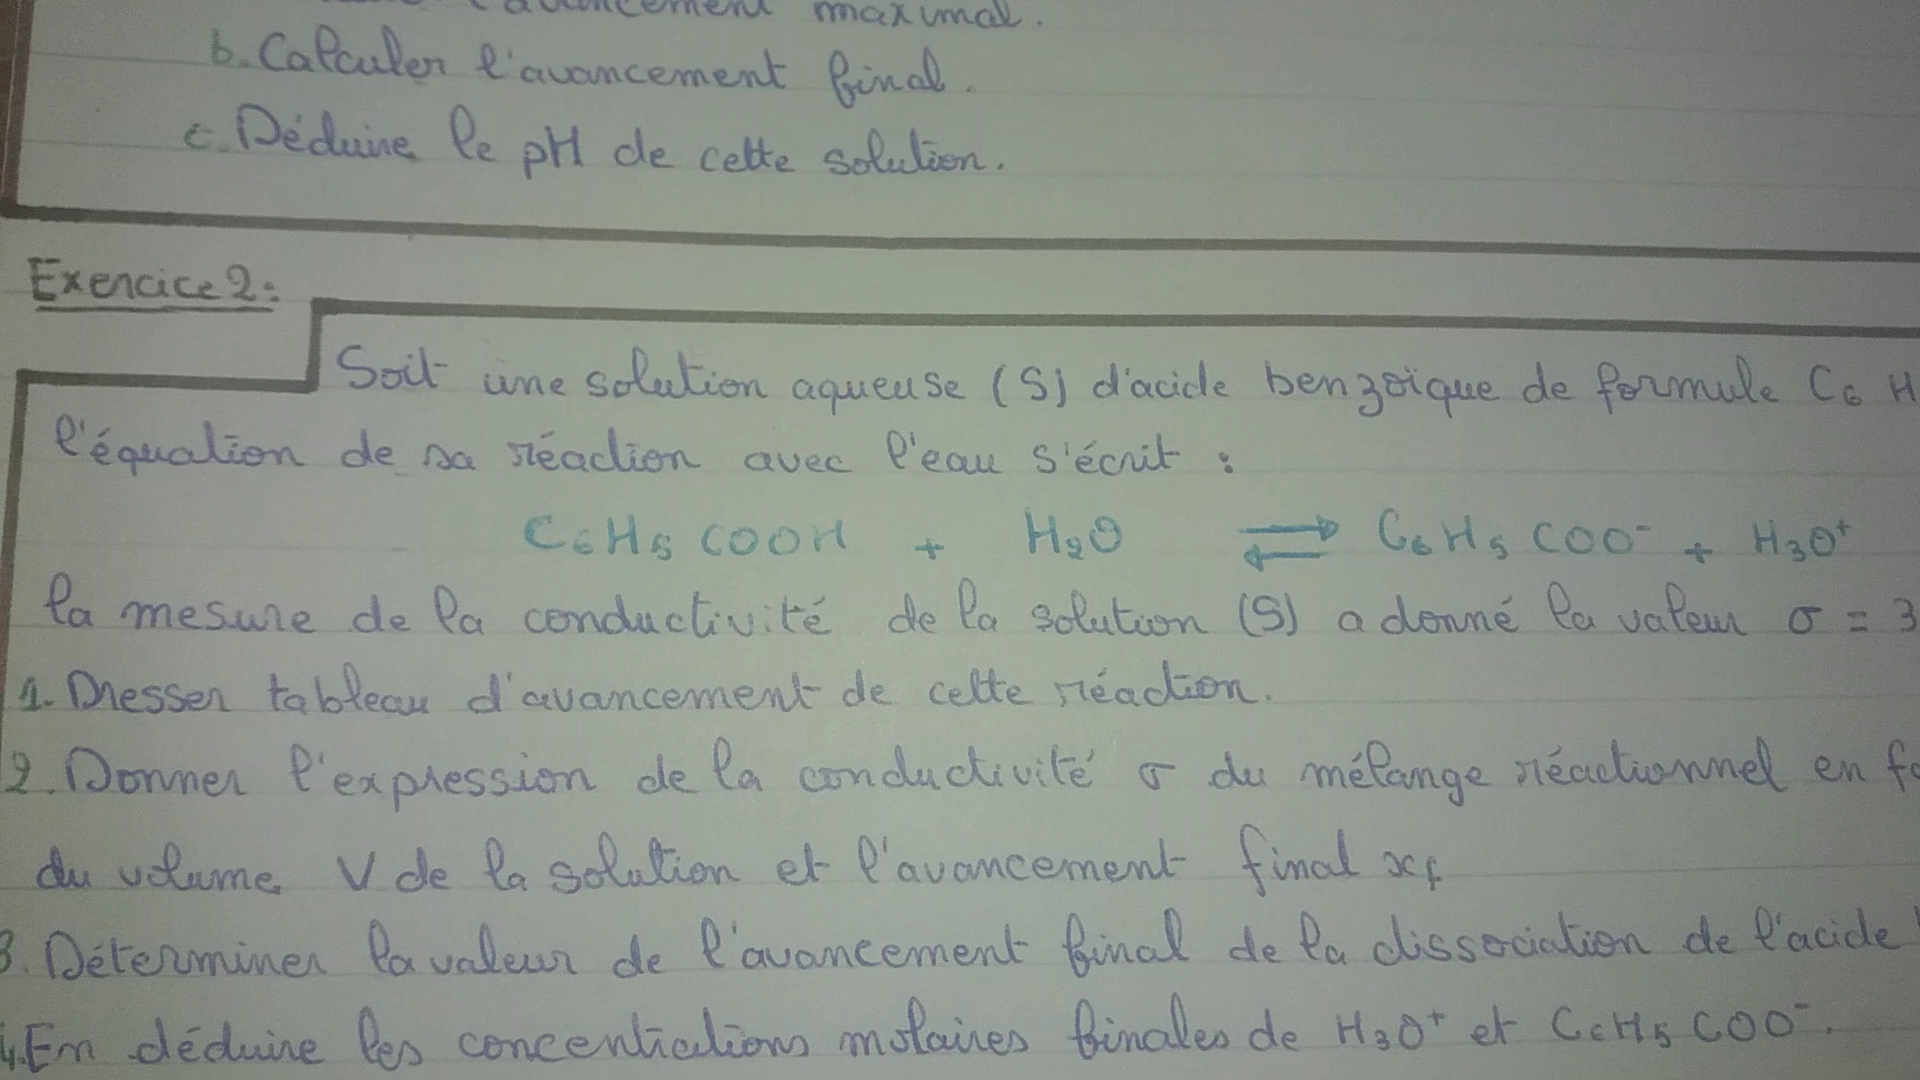 l'avancement maximal.
b. Calculer l'avancement final.
c. Déduire le pH de cette solution.
Exercice 2:
Soit une solution aqueuse (S) d'acide benzoïque de formule C6 H
l'équation de sa réaction avec l'eau s'écrit :
C6H5 COOH + H2O ⇌ C6H5 COO⁻ + H3O⁺
la mesure de la conductivité de la solution (S) a donné la valeur σ = 3
1. Dresser tableau d'avancement de cette réaction.
2. Donner l'expression de la conductivité σ du mélange réactionnel en fo
du volume V de la solution et l'avancement final xf
3. Déterminer la valeur de l'avancement final de la dissociation de l'acide
4. En déduire les concentrations molaires finales de H3O⁺ et C6H5 COO⁻.